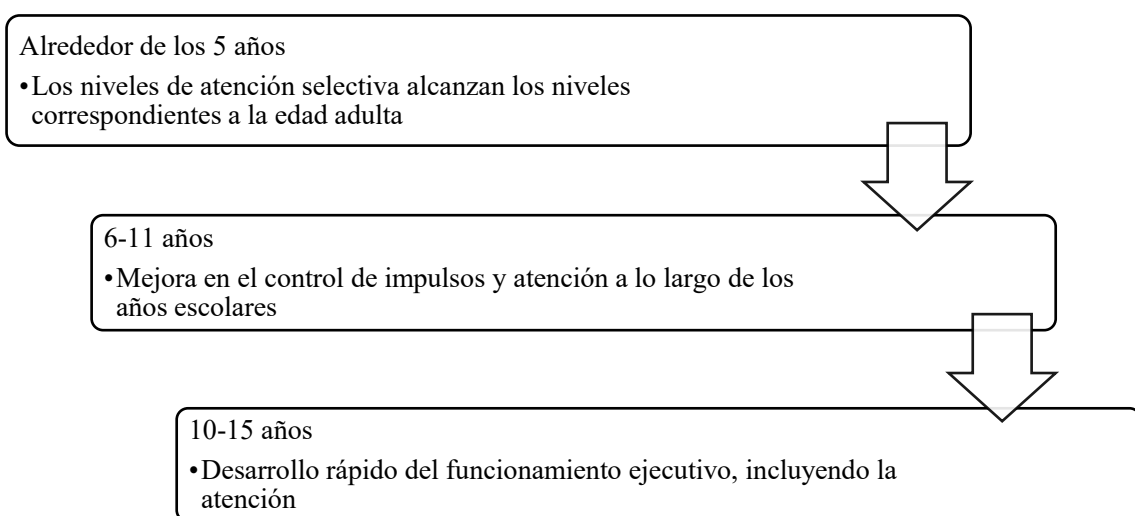 Alrededor de los 5 años
•Los niveles de atención selectiva alcanzan los niveles
correspondientes a la edad adulta
6-11 años
•Mejora en el control de impulsos y atención a lo largo de los
años escolares
10-15 años
•Desarrollo rápido del funcionamiento ejecutivo, incluyendo la
atención